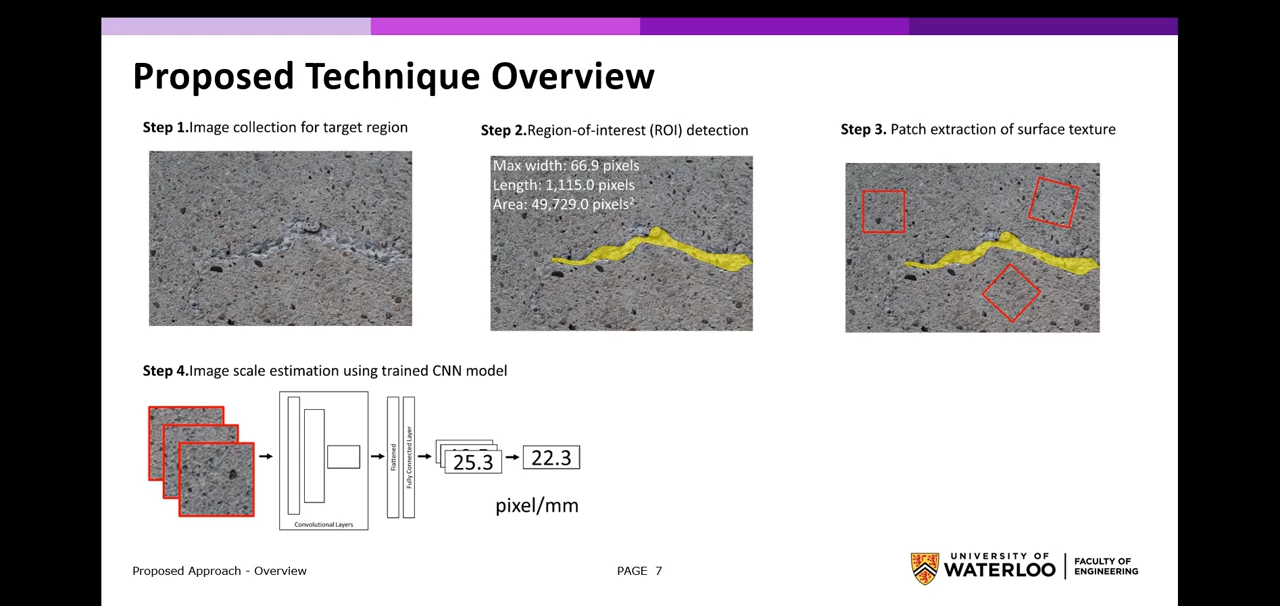 Proposed Technique Overview
Step 1.Image collection for target region
Step 2.Region-of-interest (ROI) detection
Step 3. Patch extraction of surface texture
Max width: 66.9 pixels
Length: 1,115.0 pixels
Area: 49,729.0 pixels²
Step 4.Image scale estimation using trained CNN model
Convolutional Layers
Flattened
Fully Connected Layer
25.3
22.3
pixel/mm
Proposed Approach - Overview
PAGE 7
UNIVERSITY OF
WATERLOO
FACULTY OF
ENGINEERING